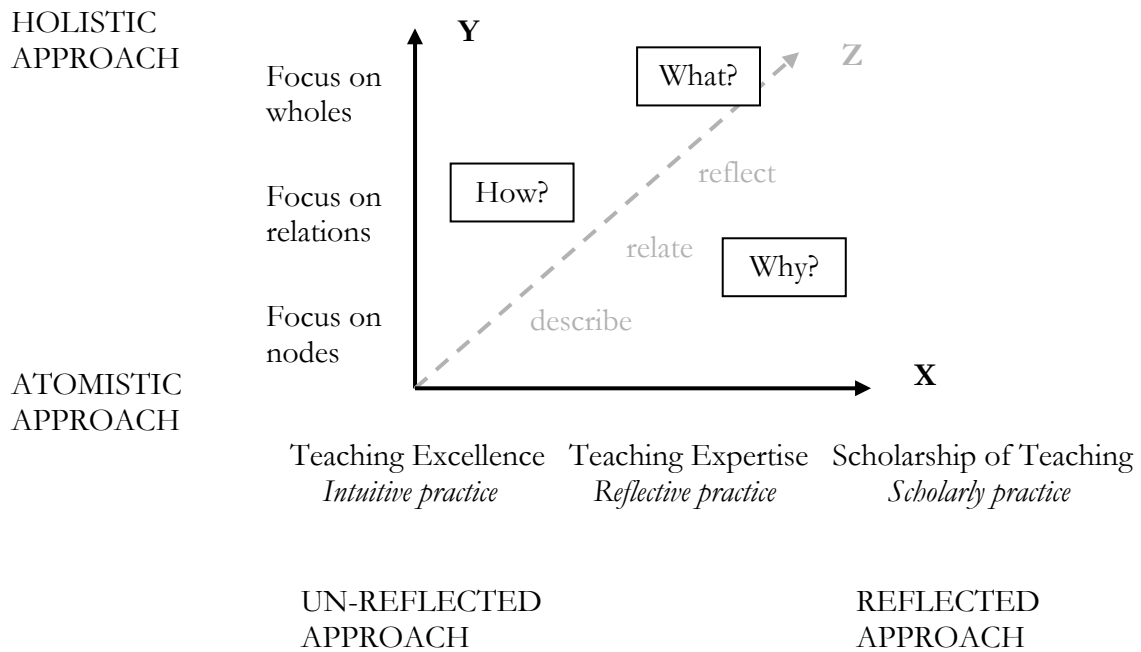 HOLISTIC
APPROACH
Y
Z
What?
Focus on
wholes
reflect
How?
Focus on
relations
relate
Why?
describe
Focus on
nodes
ATOMISTIC
APPROACH
X
Teaching Excellence
Intuitive practice
Teaching Expertise
Reflective practice
Scholarship of Teaching
Scholarly practice
UN-REFLECTED
APPROACH
REFLECTED
APPROACH